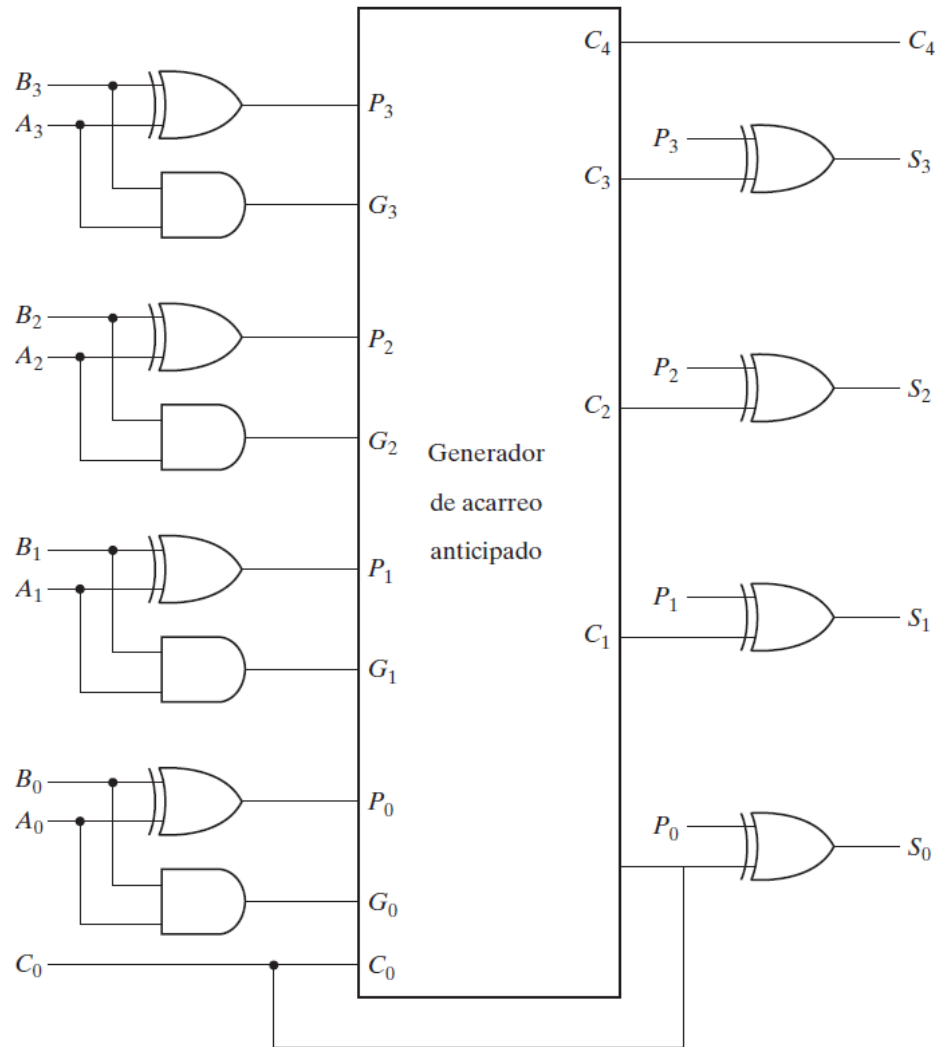 C₄ C₄
B₃
A₃
P₃
P₃
S₃
C₃
G₃
B₂
A₂
P₂
P₂
S₂
C₂
G₂
Generador
de acarreo
anticipado
B₁
A₁
P₁
P₁
S₁
C₁
G₁
B₀
A₀
P₀
P₀
S₀
G₀
C₀ C₀